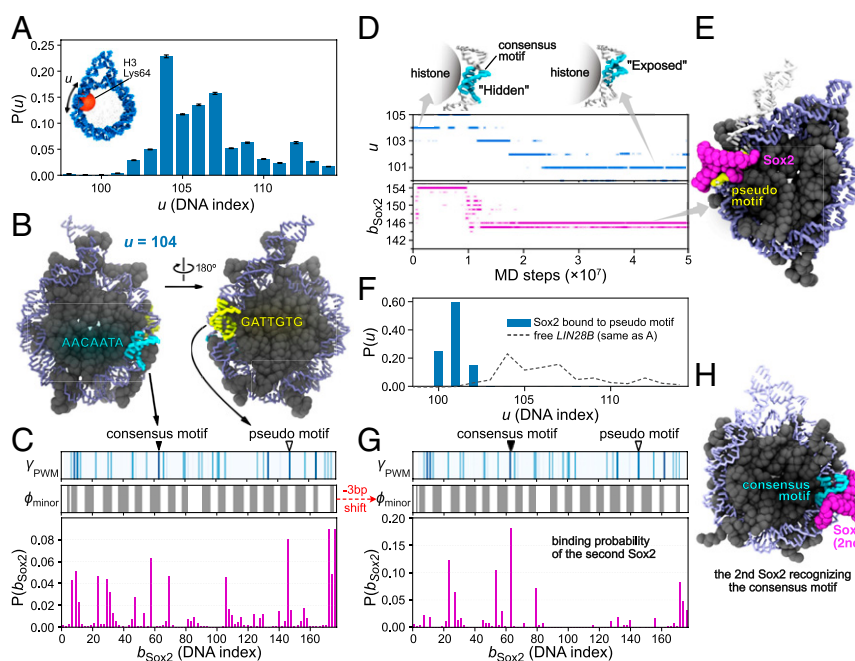 A
0.25
0.20
0.15
0.10
0.05
0.00
P(u)
u
H3
Lys64
100
105
110
u (DNA index)
B
u = 104
180°
AACAATA
GATTGTG
C
consensus motif
pseudo motif
γPWM
ϕminor
-3bp
shift
0.08
0.06
0.04
0.02
0.00
P(bSox2)
0
20
40
60
80
100
120
140
160
bSox2 (DNA index)
D
histone
consensus
motif
"Hidden"
histone
"Exposed"
105
103
101
u
154
150
146
142
bSox2
0
1
2
3
4
5
MD steps (×10⁷)
E
Sox2
pseudo
motif
F
0.60
0.40
0.20
0.00
P(u)
Sox2 bound to pseudo motif
free LIN28B (same as A)
100
105
110
u (DNA index)
G
consensus motif
pseudo motif
γPWM
ϕminor
0.20
0.15
0.10
0.05
0.00
P(bSox2)
binding probability
of the second Sox2
0
20
40
60
80
100
120
140
160
bSox2 (DNA index)
H
consensus
motif
Sox
(2nd
the 2nd Sox2 recognizing
the consensus motif